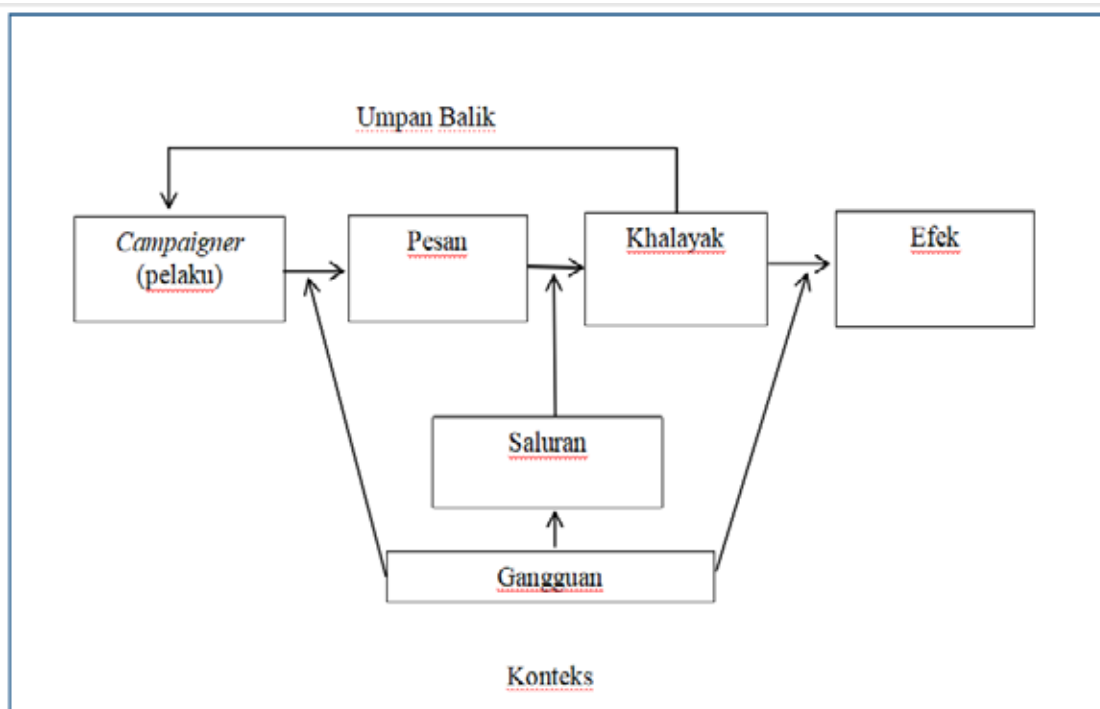 Umpan Balik
Campaigner
(pelaku)
Pesan
Khalayak
Efek
Saluran
Gangguan
Konteks